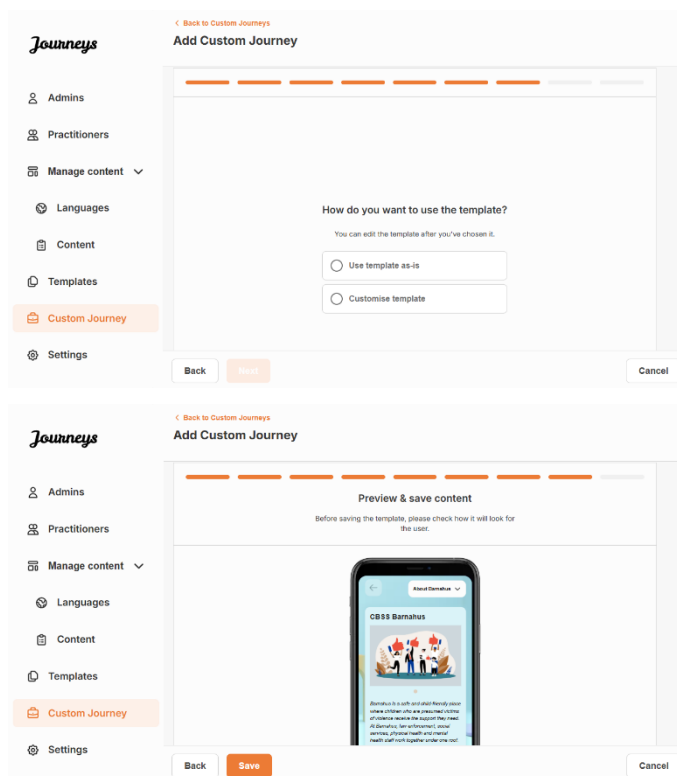 < Back to Custom Journeys
Add Custom Journey
Journeys
Admins
Practitioners
Manage content
Languages
Content
Templates
Custom Journey
Settings
How do you want to use the template?
You can edit the template after you've chosen it.
Use template as-is
Customise template
Back
Next
Cancel
< Back to Custom Journeys
Add Custom Journey
Journeys
Admins
Practitioners
Manage content
Languages
Content
Templates
Custom Journey
Settings
Preview & save content
Before saving the template, please check how it will look for
the user.
About Barnahus
CBSS Barnahus
Barnahus is a safe and child-friendly place
where children who are presumed victims
of violence receive the support they need.
At Barnahus, law enforcement, social
services, physical health and mental
health staff work together under one roof.
Back
Save
Cancel